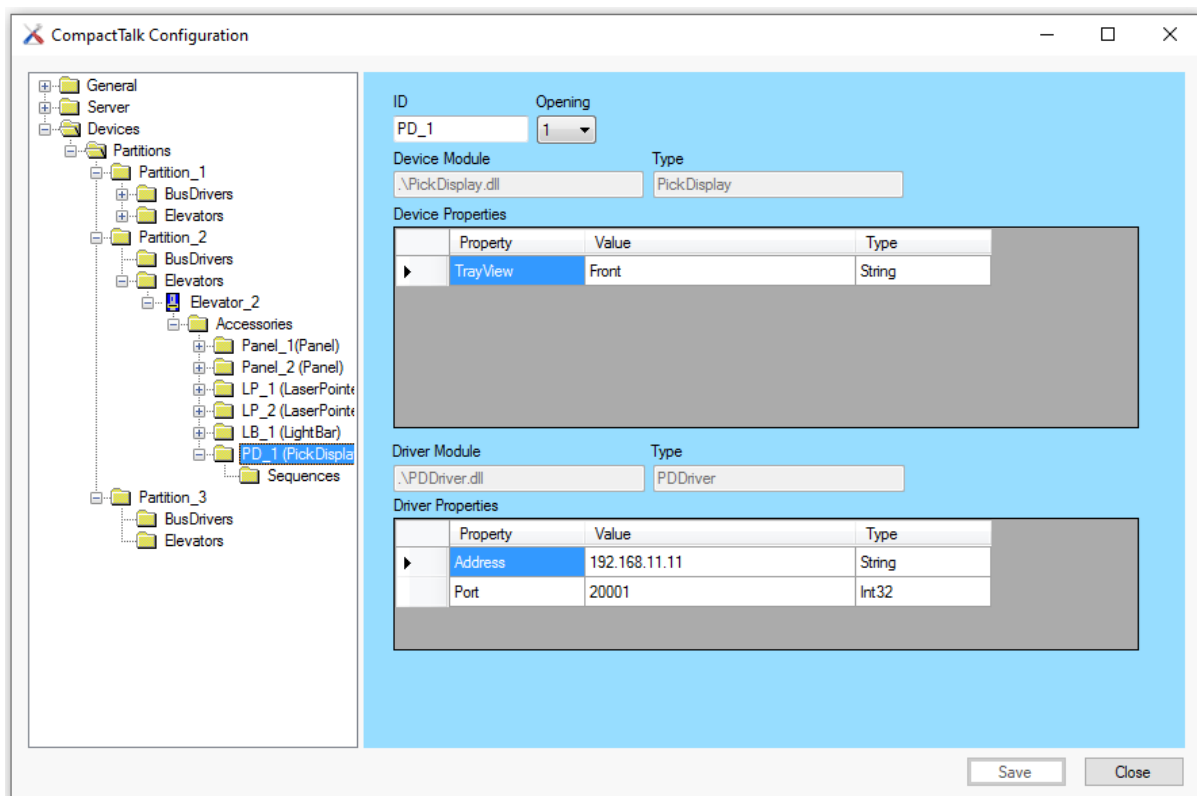 CompactTalk Configuration
General
Server
Devices
Partitions
Partition_1
BusDrivers
Elevators
Partition_2
BusDrivers
Elevators
Elevator_2
Accessories
Panel_1(Panel)
Panel_2 (Panel)
LP_1 (LaserPointe
LP_2 (LaserPointe
LB_1 (LightBar)
PD_1 (PickDispla
Sequences
Partition_3
BusDrivers
Elevators
ID Opening
PD_1 1
Device Module Type
.\PickDisplay.dll PickDisplay
Device Properties
Property Value Type
TrayView Front String
Driver Module Type
.\PDDriver.dll PDDriver
Driver Properties
Property Value Type
Address 192.168.11.11 String
Port 20001 Int32
Save Close